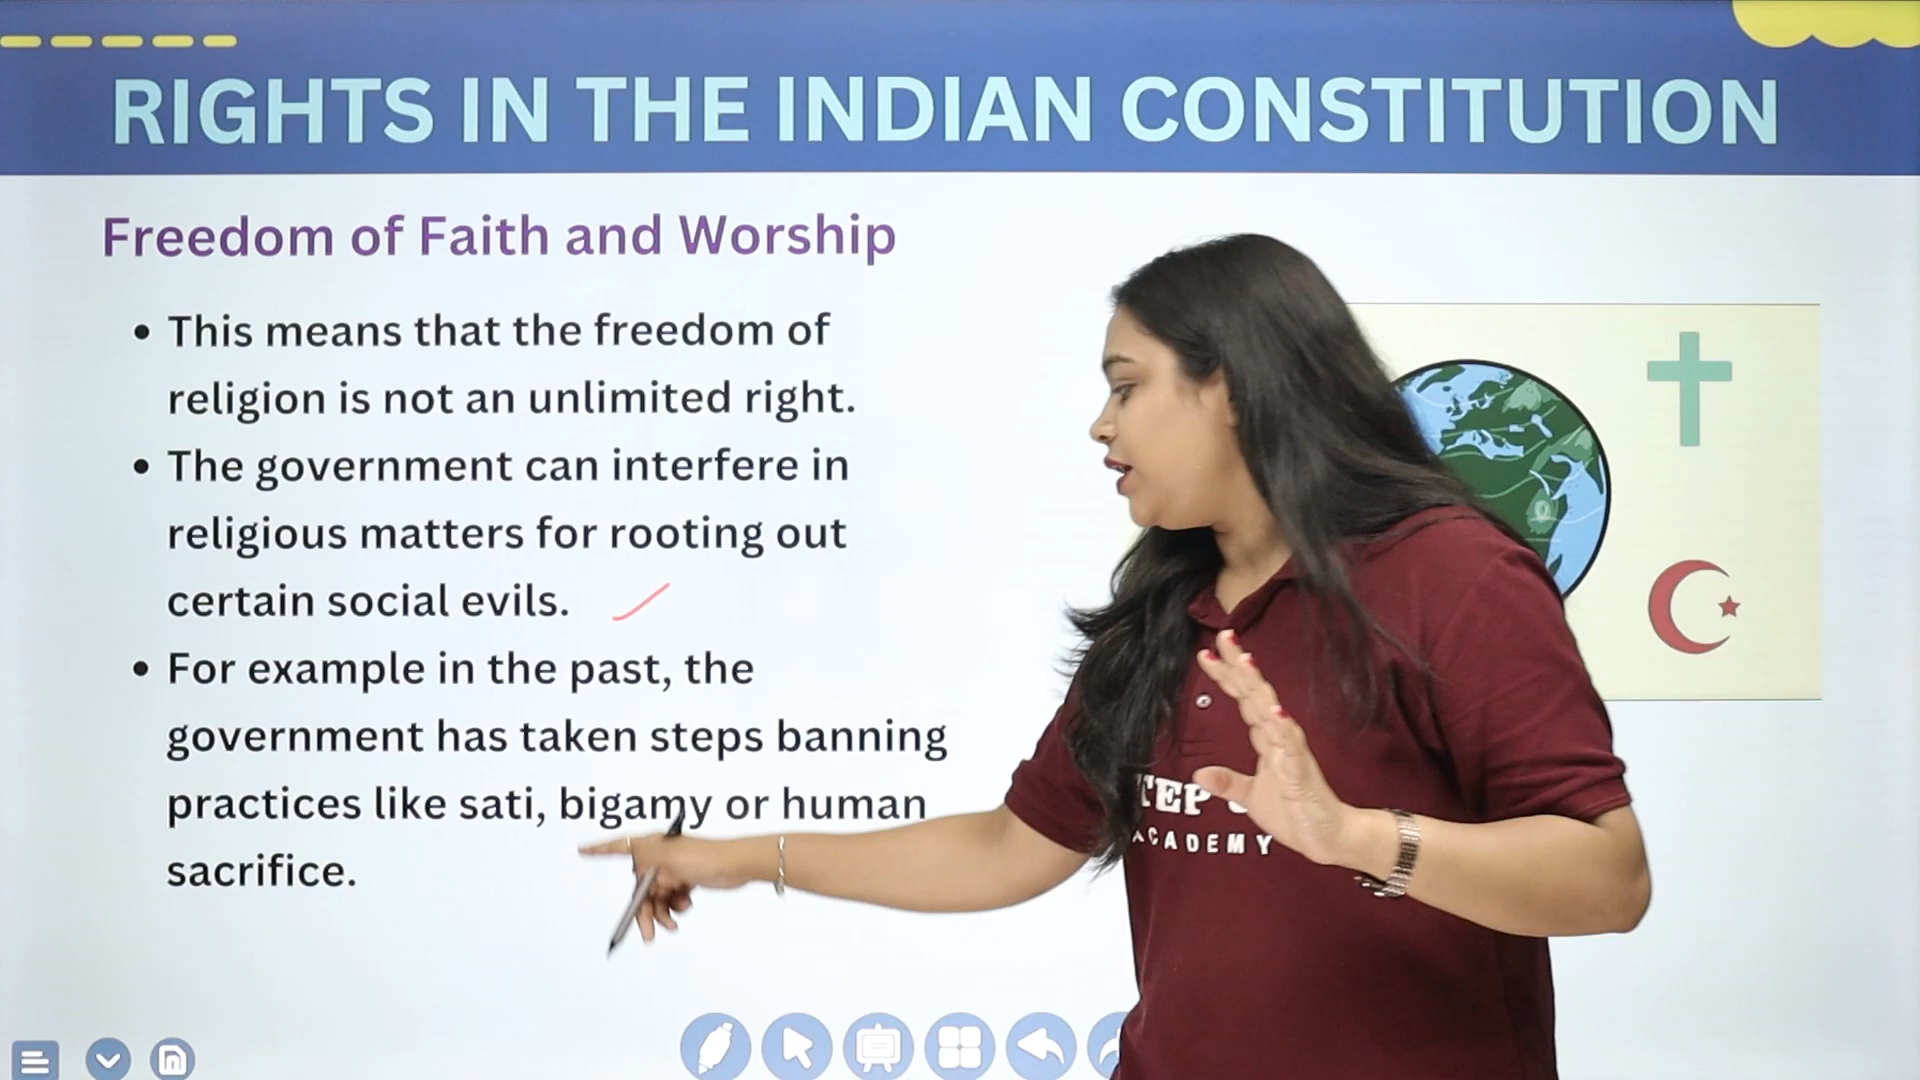 RIGHTS IN THE INDIAN CONSTITUTION
Freedom of Faith and Worship
• This means that the freedom of
religion is not an unlimited right.
• The government can interfere in
religious matters for rooting out
certain social evils.
• For example in the past, the
government has taken steps banning
practices like sati, bigamy or human
sacrifice.
ACADEMY